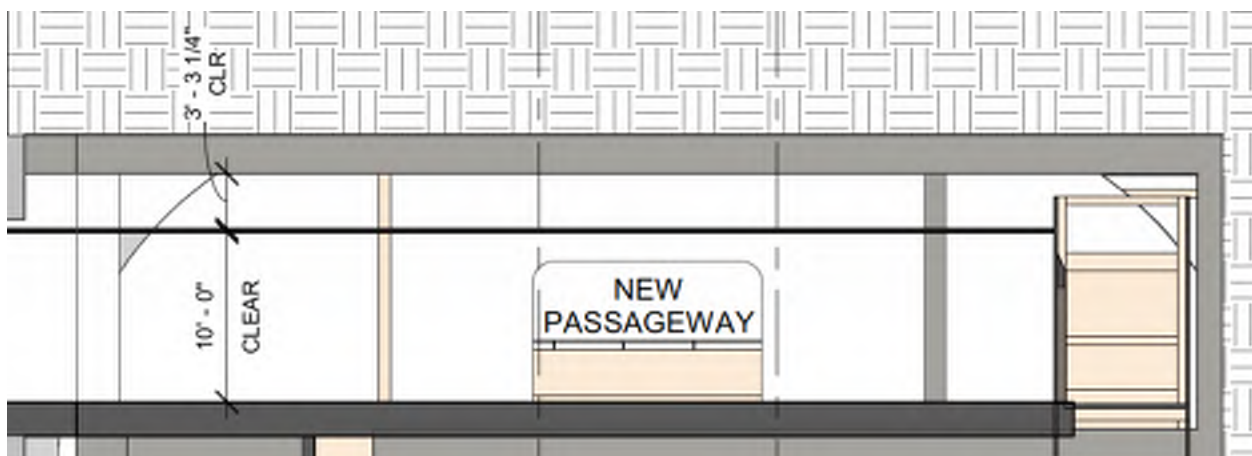 3' - 3 1/4"
CLR
10' - 0"
CLEAR
NEW
PASSAGEWAY